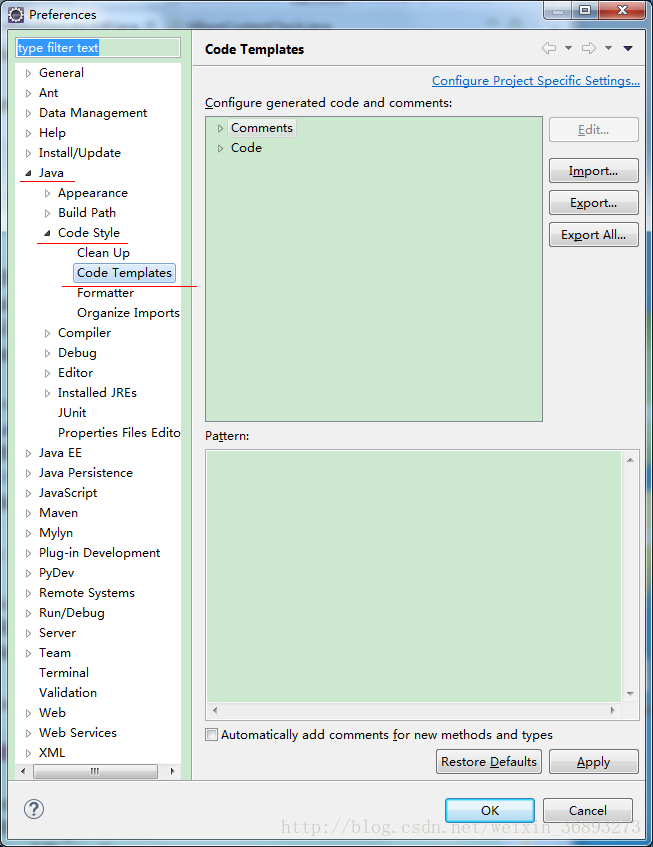 Preferences
type filter text
General
Ant
Data Management
Help
Install/Update
Java
Appearance
Build Path
Code Style
Clean Up
Code Templates
Formatter
Organize Imports
Compiler
Debug
Editor
Installed JREs
JUnit
Properties Files Edito
Java EE
Java Persistence
JavaScript
Maven
Mylyn
Plug-in Development
PyDev
Remote Systems
Run/Debug
Server
Team
Terminal
Validation
Web
Web Services
XML
Code Templates
Configure Project Specific Settings...
Configure generated code and comments:
Comments
Code
Edit...
Import...
Export...
Export All...
Pattern:
Automatically add comments for new methods and types
Restore Defaults
Apply
OK
Cancel
http://blog.csdn.net/weixin_36893273